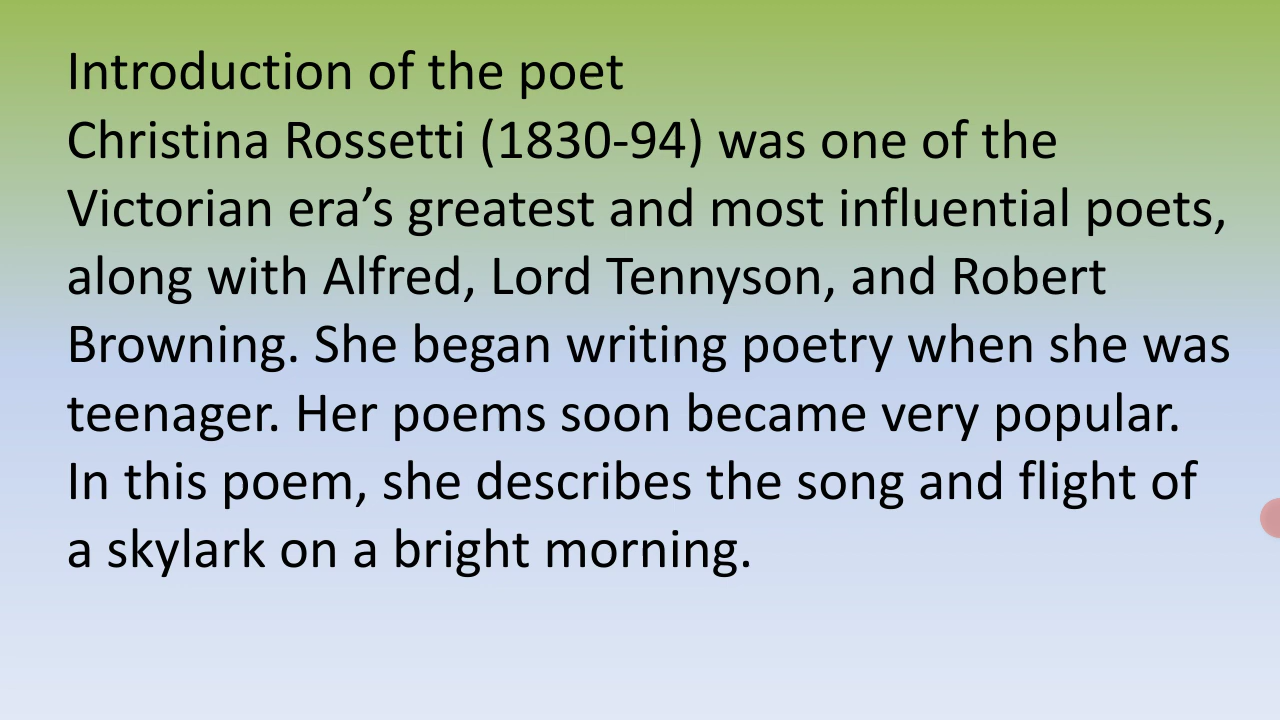 Introduction of the poet
Christina Rossetti (1830-94) was one of the
Victorian era’s greatest and most influential poets,
along with Alfred, Lord Tennyson, and Robert
Browning. She began writing poetry when she was
teenager. Her poems soon became very popular.
In this poem, she describes the song and flight of
a skylark on a bright morning.